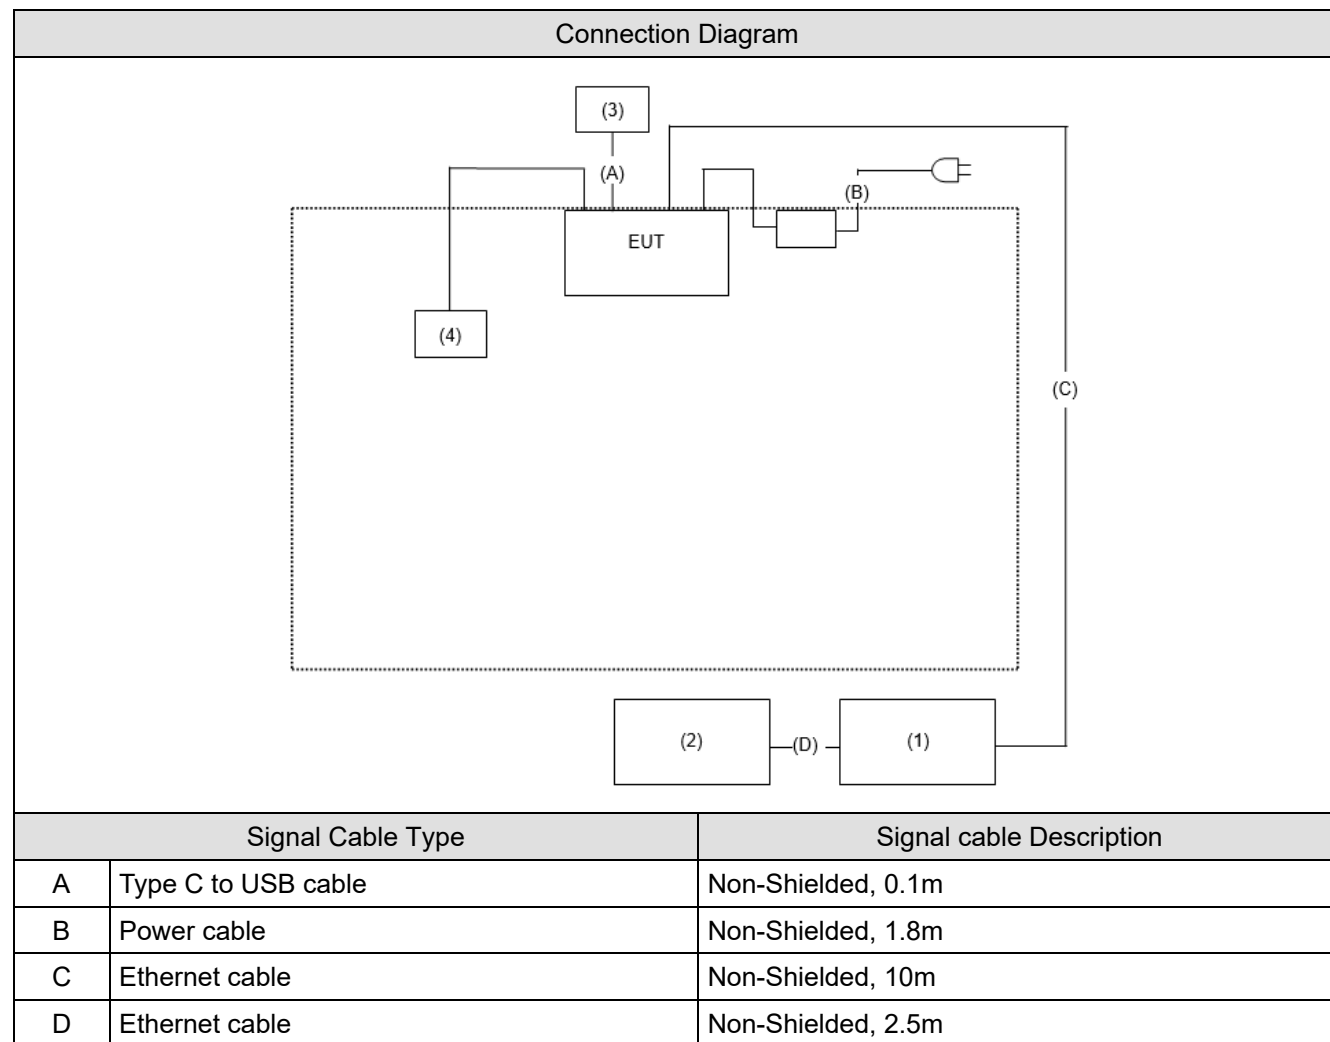 Connection Diagram
(3)
(A)
(B)
EUT
(4)
(C)
(2)
(D)
(1)
Signal Cable Type Signal cable Description
A Type C to USB cable Non-Shielded, 0.1m
B Power cable Non-Shielded, 1.8m
C Ethernet cable Non-Shielded, 10m
D Ethernet cable Non-Shielded, 2.5m